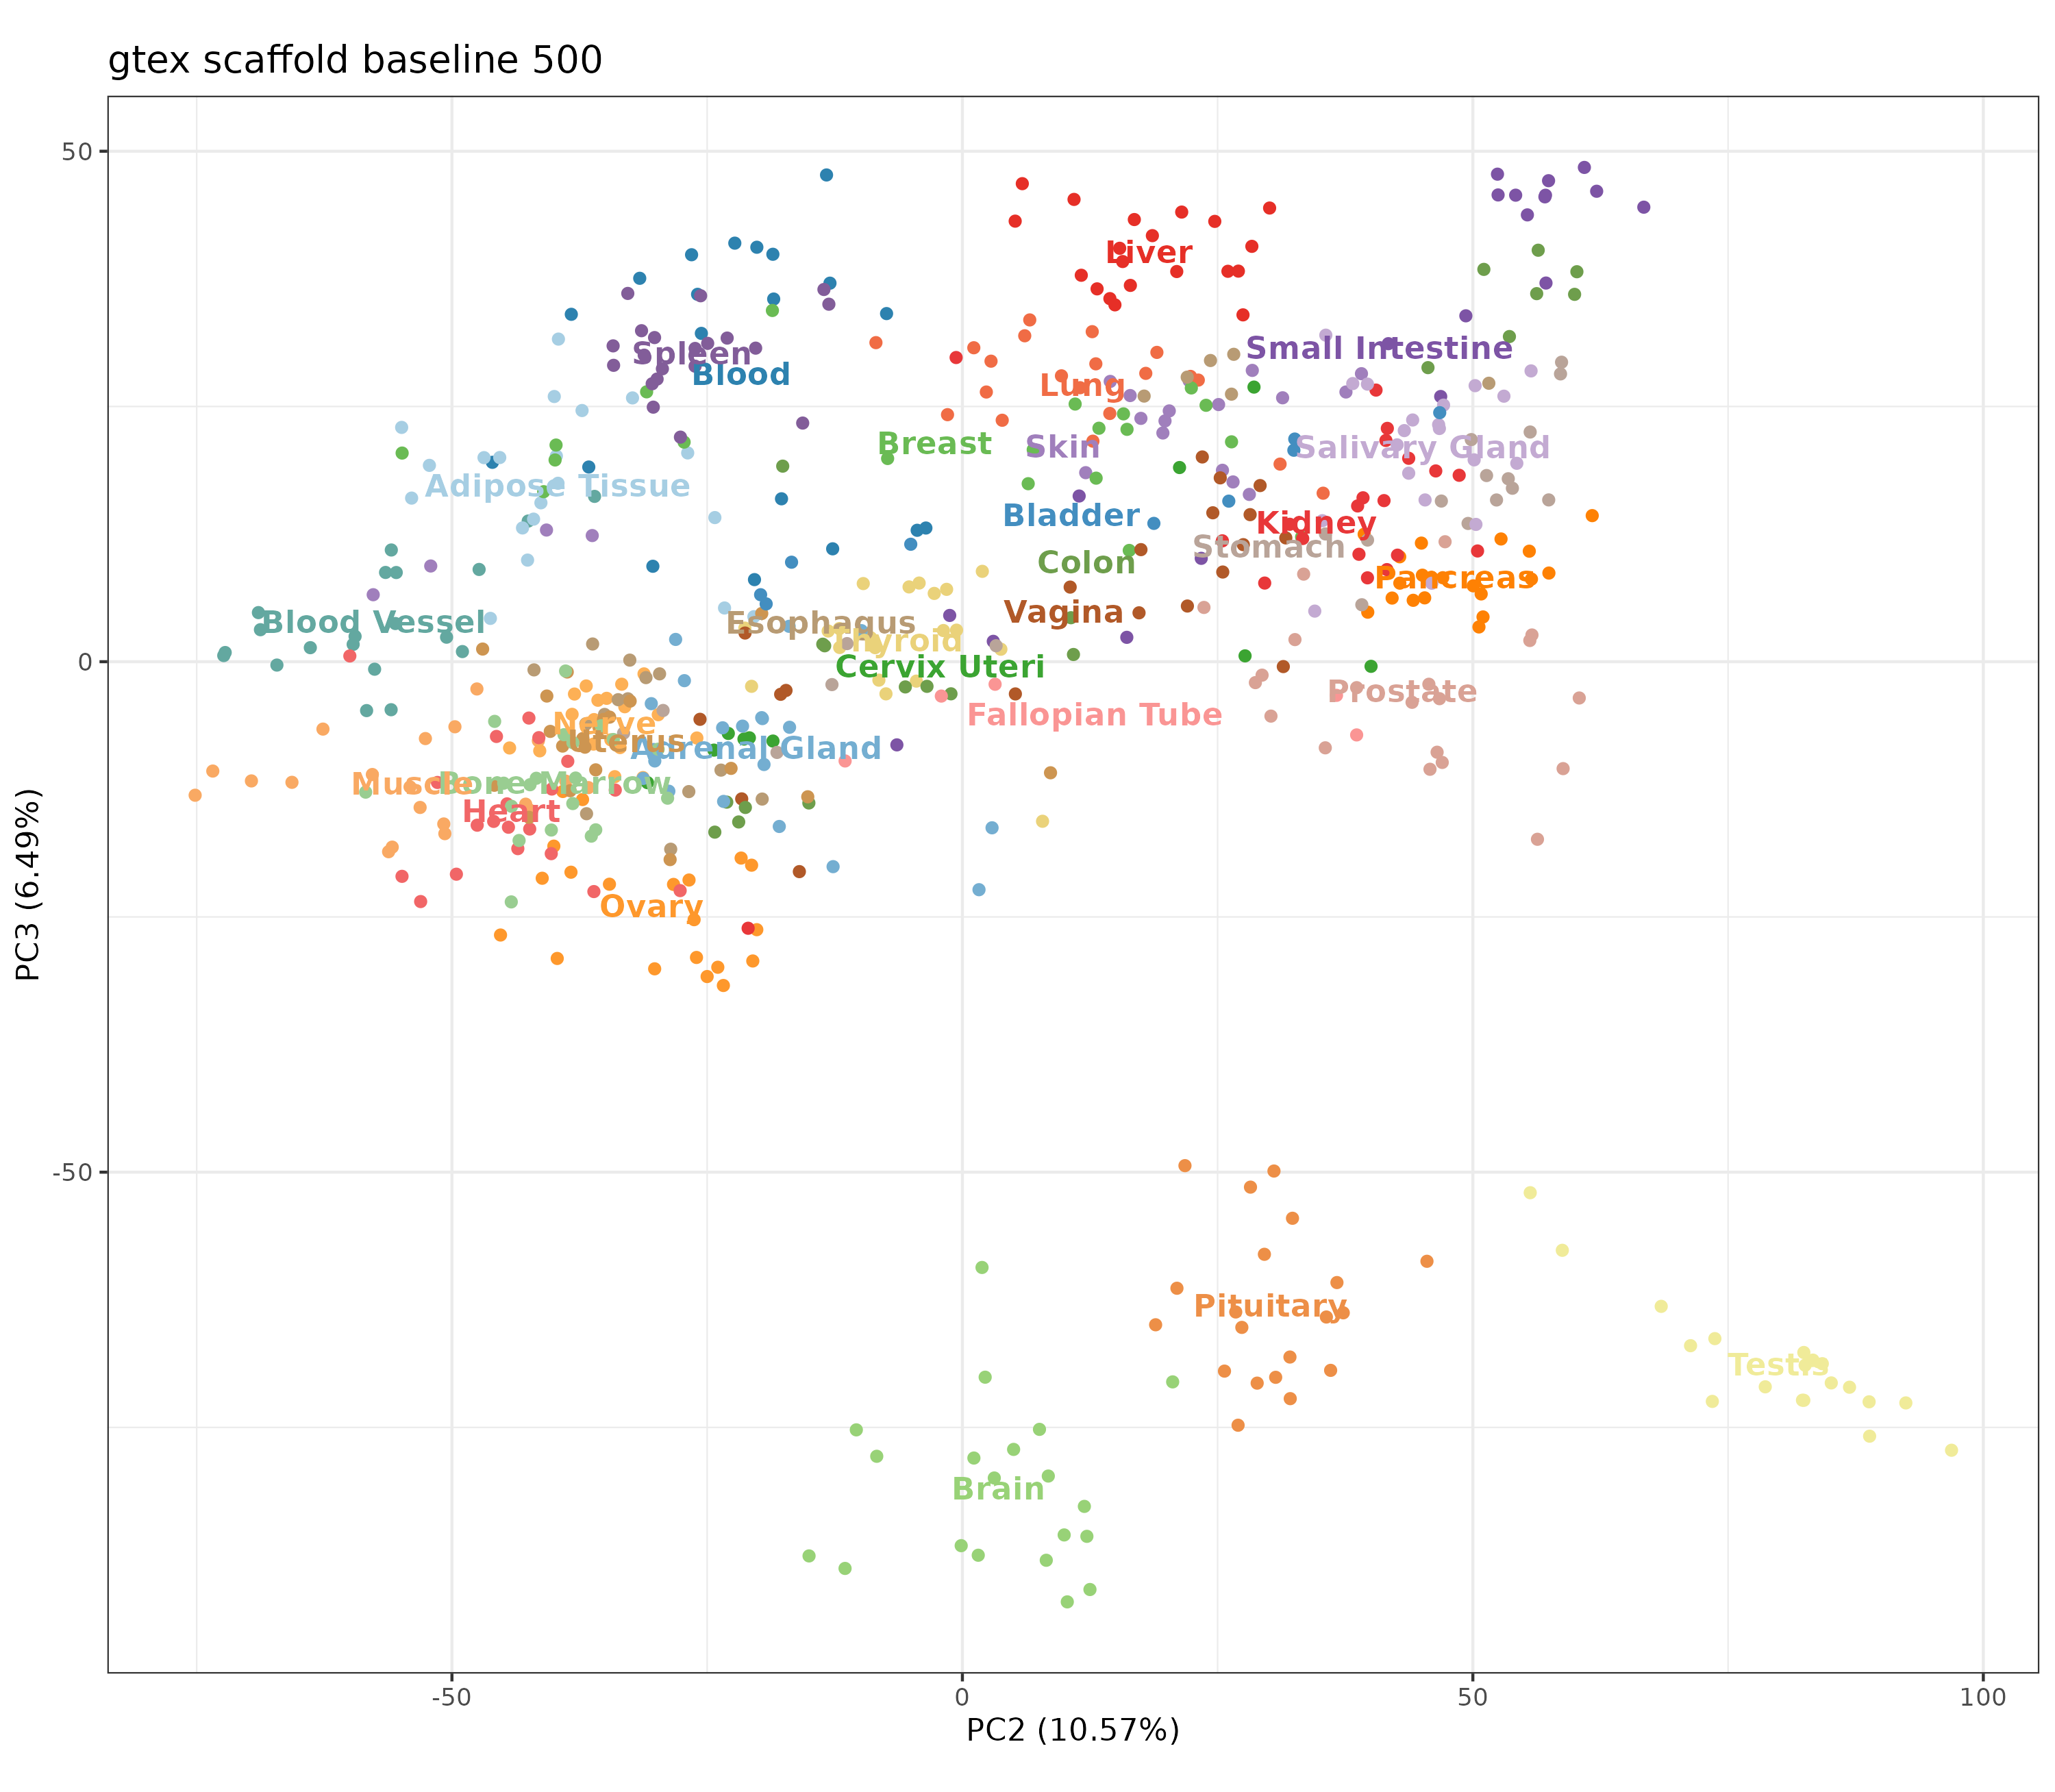 gtex scaffold baseline 500
50
0
-50
PC3 (6.49%)
Liver
Small Intestine
Spleen
Blood
Lung
Breast
Skin
Salivary Gland
Adipose Tissue
Bladder
Kidney
Stomach
Colon
Pancreas
Vagina
Blood Vessel
Esophagus
Thyroid
Cervix Uteri
Prostate
Fallopian Tube
Nerve
Uterus
Adrenal Gland
Muscle
Bone Marrow
Heart
Ovary
Pituitary
Testis
Brain
-50
0
50
100
PC2 (10.57%)